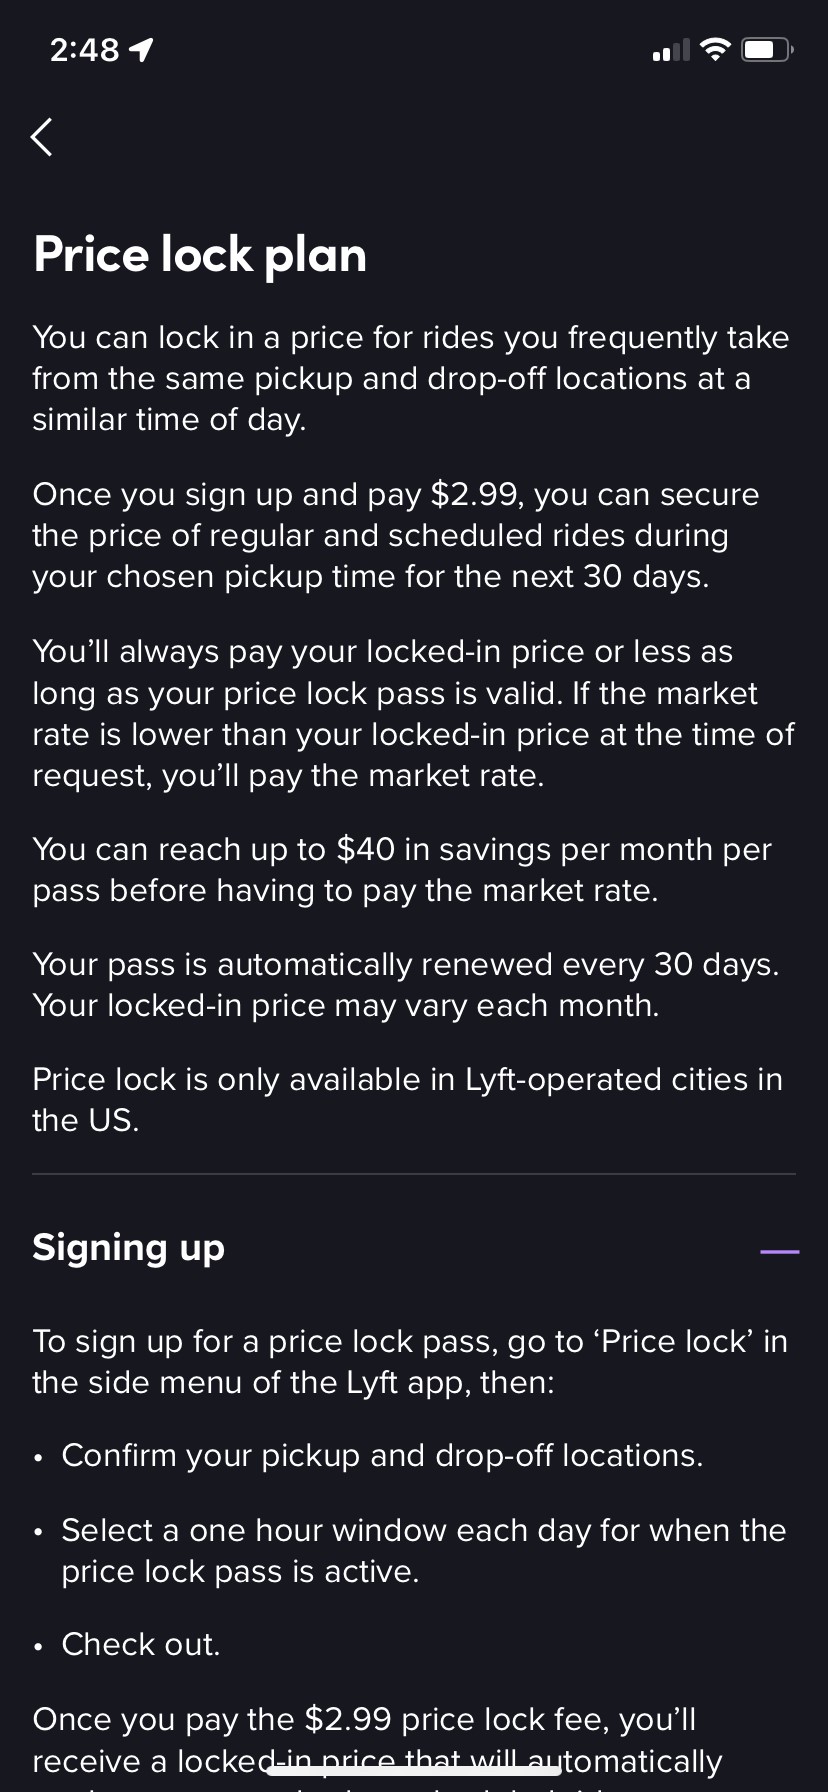 2:48
Price lock plan
You can lock in a price for rides you frequently take
from the same pickup and drop-off locations at a
similar time of day.
Once you sign up and pay $2.99, you can secure
the price of regular and scheduled rides during
your chosen pickup time for the next 30 days.
You’ll always pay your locked-in price or less as
long as your price lock pass is valid. If the market
rate is lower than your locked-in price at the time of
request, you’ll pay the market rate.
You can reach up to $40 in savings per month per
pass before having to pay the market rate.
Your pass is automatically renewed every 30 days.
Your locked-in price may vary each month.
Price lock is only available in Lyft-operated cities in
the US.
Signing up
To sign up for a price lock pass, go to ‘Price lock’ in
the side menu of the Lyft app, then:
• Confirm your pickup and drop-off locations.
• Select a one hour window each day for when the
price lock pass is active.
• Check out.
Once you pay the $2.99 price lock fee, you’ll
receive a locked-in price that will automatically